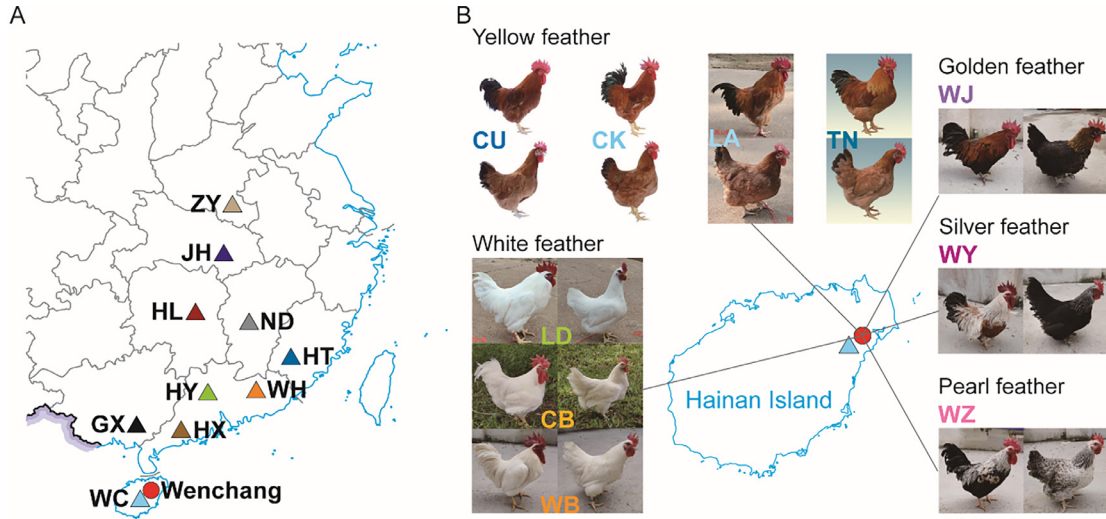 A
ZY
JH
HL
ND
HT
HY
WH
GX
HX
WC
Wenchang
B
Yellow feather
CU
CK
LA
TN
Golden feather
WJ
White feather
LD
CB
WB
Silver feather
WY
Hainan Island
Pearl feather
WZ